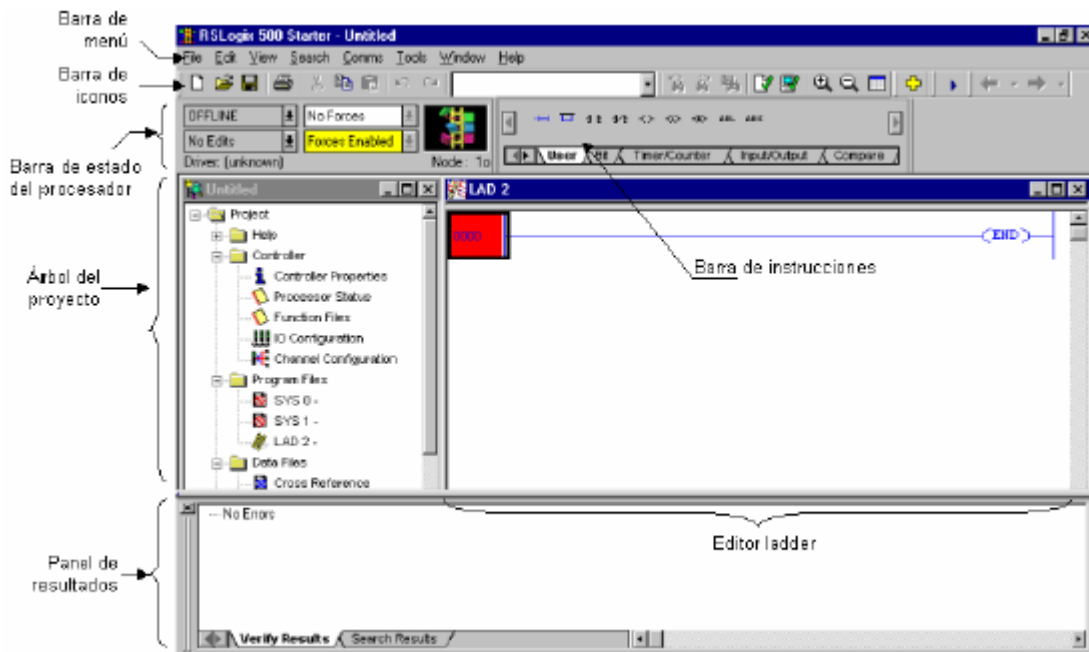 Barra de
menú
RSLogix 500 Starter - Untitled
File Edit View Search Comms Tools Window Help
Barra de
iconos
OFFLINE
No Forces
No Edits
Forces Enabled
Driver: (unknown)
Node: 1o
User Bit Timer/Counter Input/Output Compare
Barra de estado
del procesador
Untitled
LAD 2
Project
Help
Controller
Controller Properties
Processor Status
Function Files
IO Configuration
Channel Configuration
Program Files
SYS 0 -
SYS 1 -
LAD 2 -
Data Files
Cross Reference
0000
END
Barra de instrucciones
Árbol del
proyecto
No Errors
Editor ladder
Panel de
resultados
Verify Results Search Results